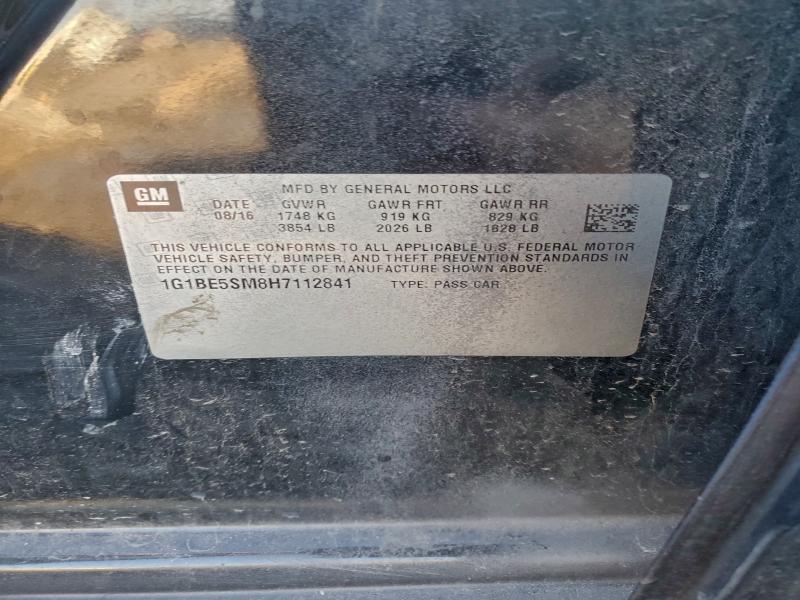 GM
MFD BY GENERAL MOTORS LLC
DATE GVWR GAWR FRT GAWR RR
08/16 1748 KG 919 KG 829 KG
3854 LB 2026 LB 1828 LB
THIS VEHICLE CONFORMS TO ALL APPLICABLE U.S. FEDERAL MOTOR
VEHICLE SAFETY, BUMPER, AND THEFT PREVENTION STANDARDS IN
EFFECT ON THE DATE OF MANUFACTURE SHOWN ABOVE.
1G1BE5SM8H7112841 TYPE: PASS CAR